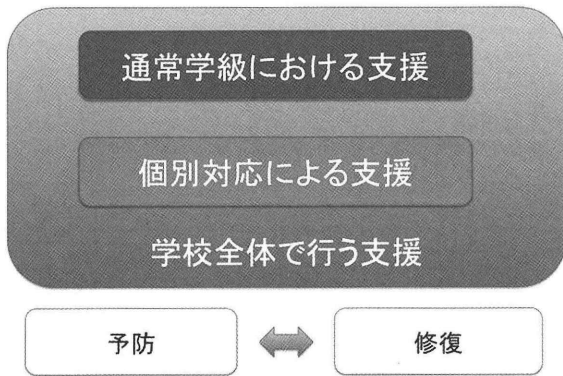 通常学級における支援
個別対応による支援
学校全体で行う支援
予防
修復